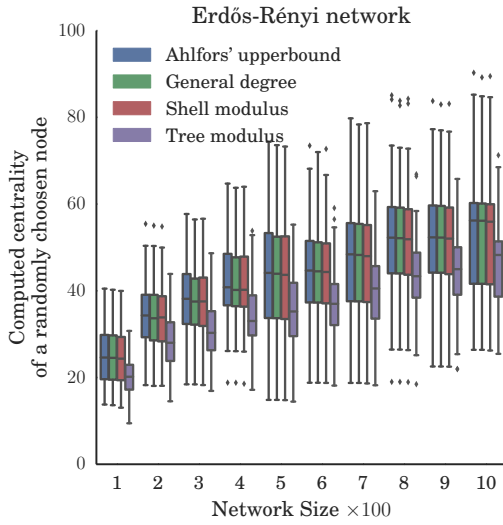 Erdős-Rényi network
Ahlfors' upperbound
General degree
Shell modulus
Tree modulus
Computed centrality
of a randomly choosen node
100
80
60
40
20
0
1 2 3 4 5 6 7 8 9 10
Network Size ×100